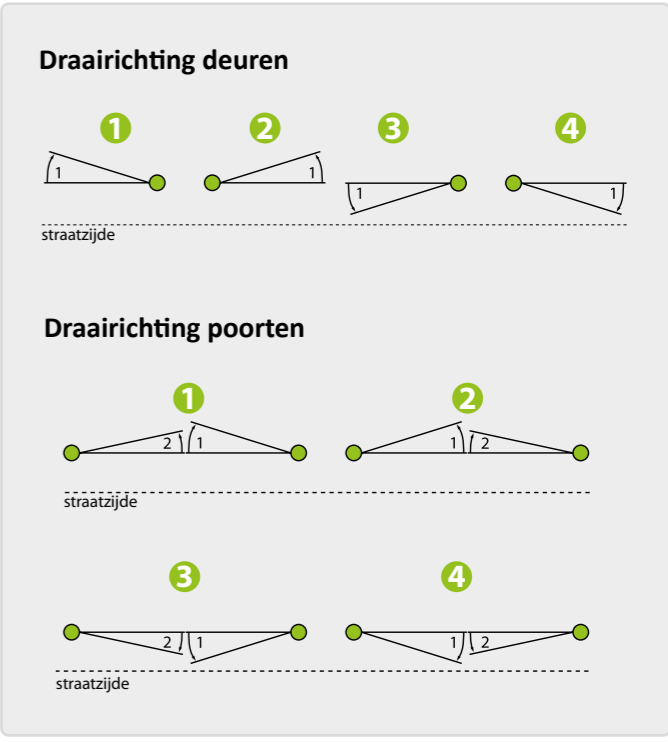 Draairichting deuren
1 2 3 4
1 1 1 1
straatzijde
Draairichting poorten
1 2
2 1 1 2
straatzijde
3 4
2 1 1 2
straatzijde